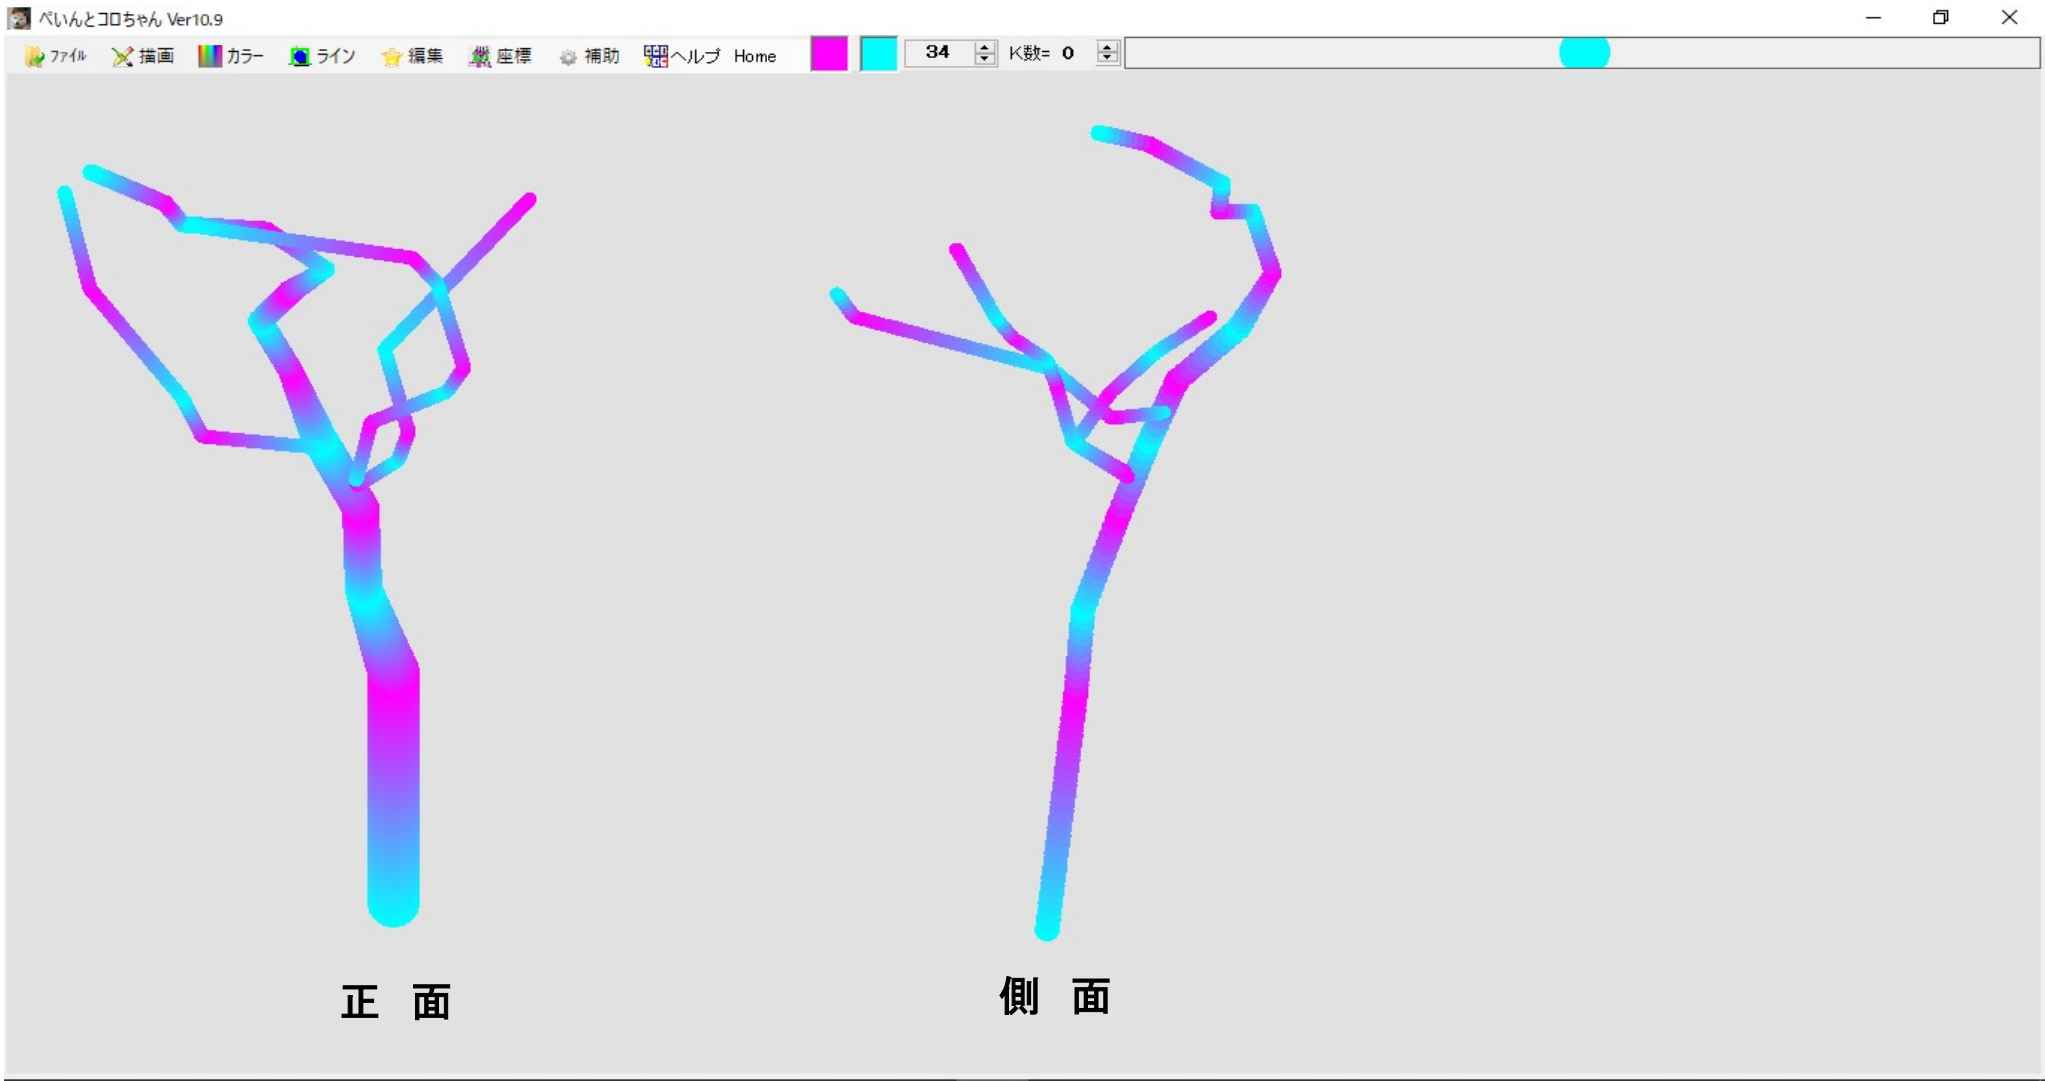 ぺいんとコロちゃん Ver10.9
ファイル 描画 カラー ライン 編集 座標 補助 ヘルプ Home 34 K数= 0
正 面 側 面